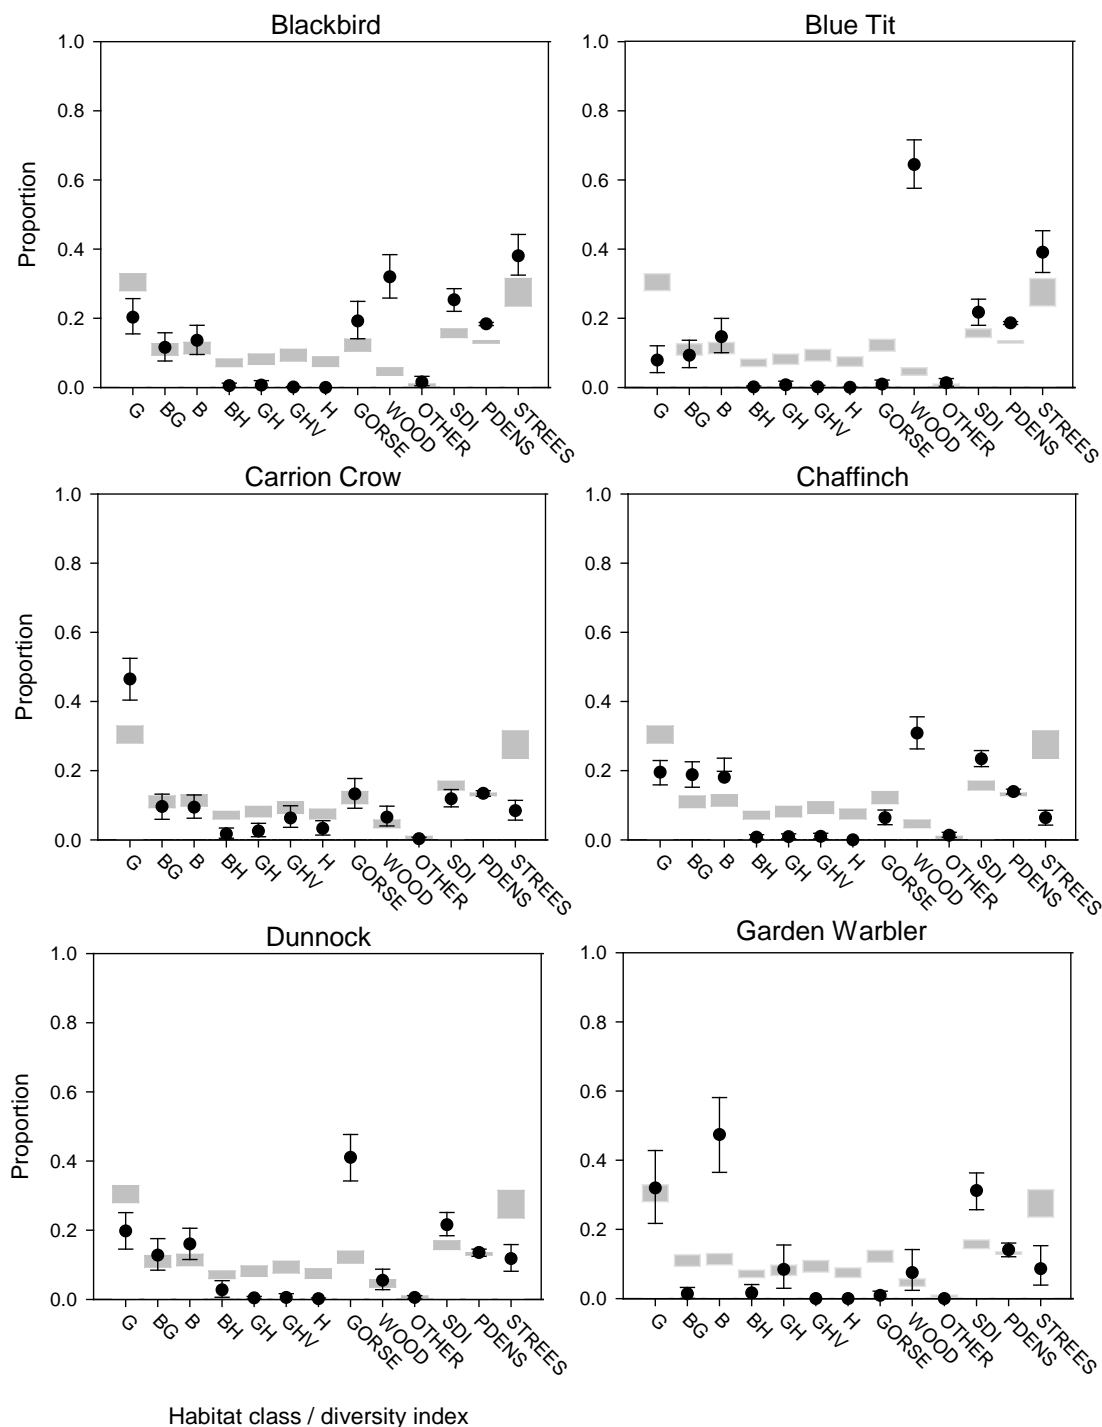 Blackbird
Proportion
1.0
0.8
0.6
0.4
0.2
0.0
G BG B BH GH GHV H GORSE WOOD OTHER SDI PDENS STREES
Blue Tit
1.0
0.8
0.6
0.4
0.2
0.0
G BG B BH GH GHV H GORSE WOOD OTHER SDI PDENS STREES
Carrion Crow
Proportion
1.0
0.8
0.6
0.4
0.2
0.0
G BG B BH GH GHV H GORSE WOOD OTHER SDI PDENS STREES
Chaffinch
1.0
0.8
0.6
0.4
0.2
0.0
G BG B BH GH GHV H GORSE WOOD OTHER SDI PDENS STREES
Dunnock
Proportion
1.0
0.8
0.6
0.4
0.2
0.0
G BG B BH GH GHV H GORSE WOOD OTHER SDI PDENS STREES
Garden Warbler
1.0
0.8
0.6
0.4
0.2
0.0
G BG B BH GH GHV H GORSE WOOD OTHER SDI PDENS STREES
Habitat class / diversity index